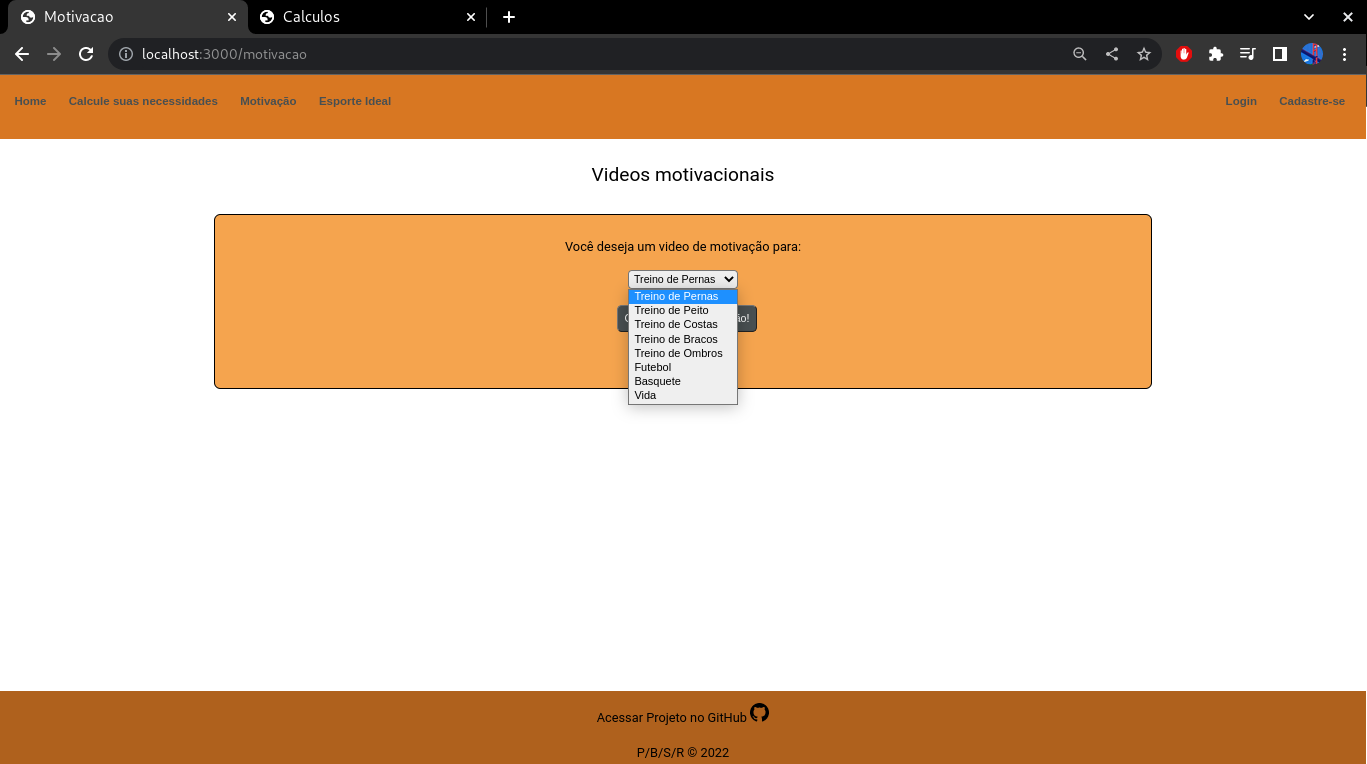 Motivacao Calculos
localhost:3000/motivacao
Home Calcule suas necessidades Motivação Esporte Ideal Login Cadastre-se
Videos motivacionais
Você deseja um video de motivação para:
Treino de Pernas
Treino de Pernas
Treino de Peito
Treino de Costas
Treino de Bracos
Treino de Ombros
Futebol
Basquete
Vida
Acessar Projeto no GitHub
P/B/S/R © 2022